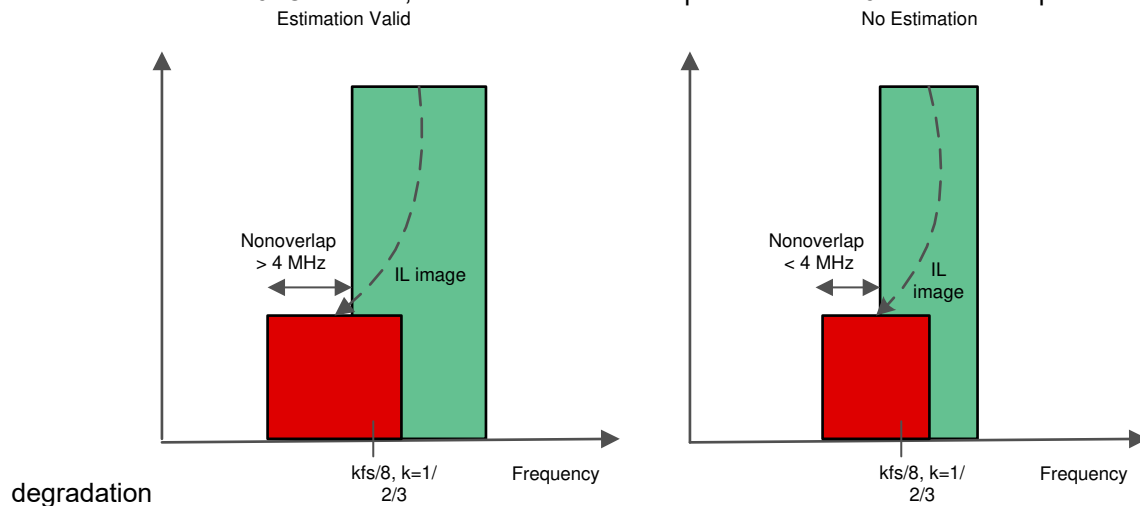 Estimation Valid
No Estimation
Nonoverlap
> 4 MHz
IL image
Nonoverlap
< 4 MHz
IL
image
kfs/8, k=1/
2/3
Frequency
kfs/8, k=1/
2/3
Frequency
degradation